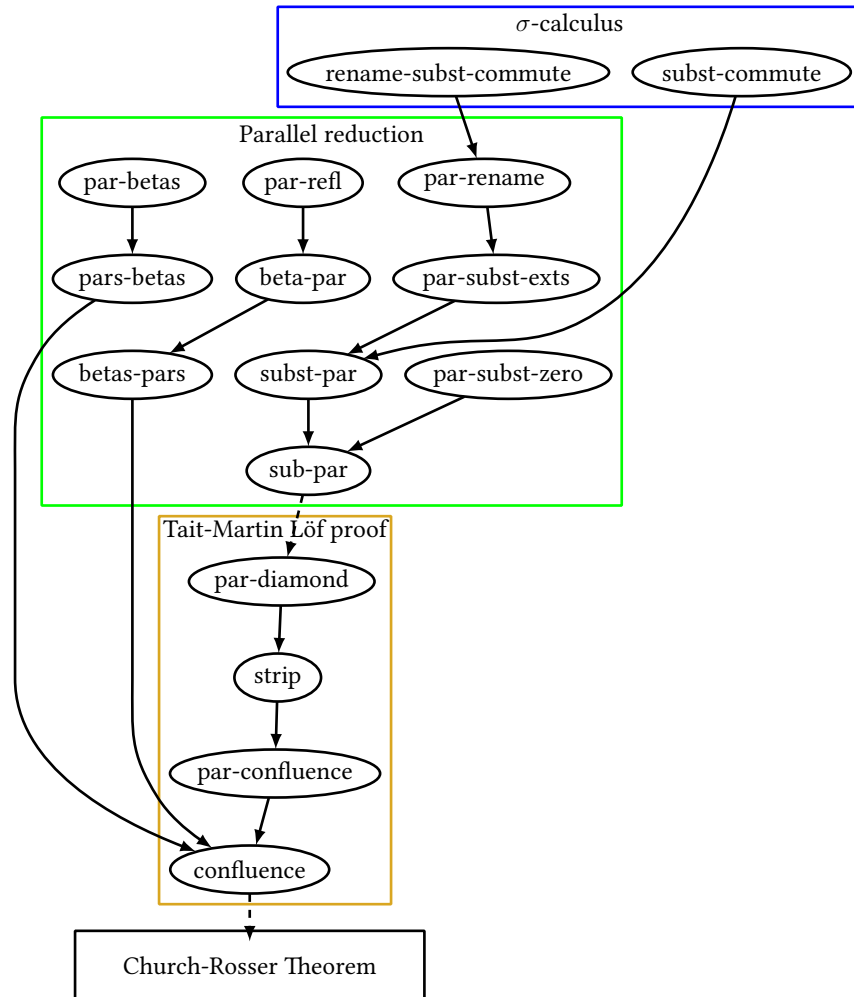 σ-calculus
rename-subst-commute
subst-commute
Parallel reduction
par-betas
par-refl
par-rename
pars-betas
beta-par
par-subst-exts
betas-pars
subst-par
par-subst-zero
sub-par
Tait-Martin Löf proof
par-diamond
strip
par-confluence
confluence
Church-Rosser Theorem